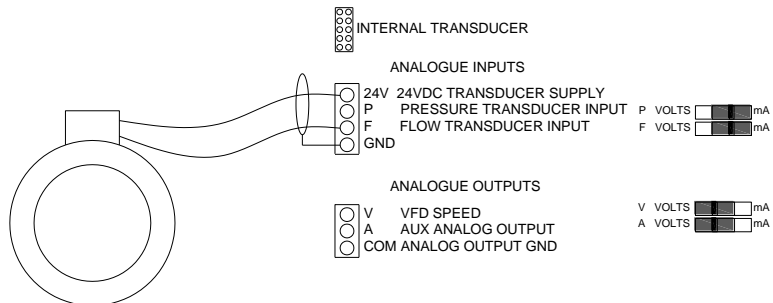 INTERNAL TRANSDUCER
ANALOGUE INPUTS
24V 24VDC TRANSDUCER SUPPLY
P PRESSURE TRANSDUCER INPUT
F FLOW TRANSDUCER INPUT
GND
P VOLTS mA
F VOLTS mA
ANALOGUE OUTPUTS
V VFD SPEED
A AUX ANALOG OUTPUT
COM ANALOG OUTPUT GND
V VOLTS mA
A VOLTS mA